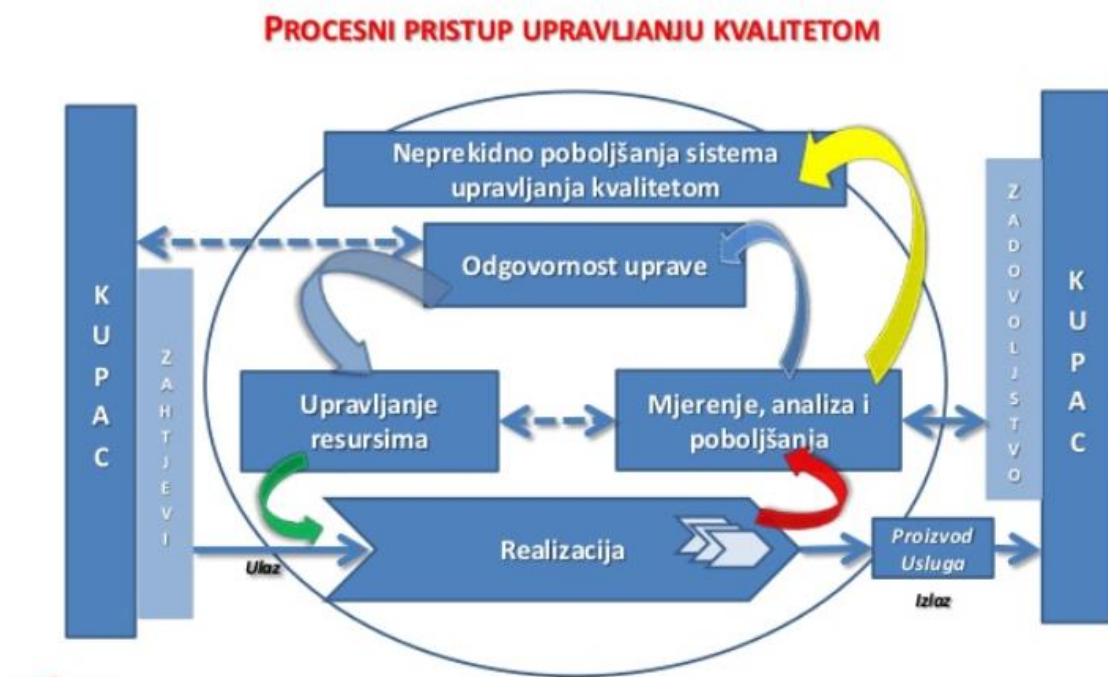 PROCESNI PRISTUP UPRAVLJANJU KVALITETOM
KUPAC
ZAHTJEVI
Neprekidno poboljšanja sistema
upravljanja kvalitetom
Odgovornost uprave
Upravljanje
resursima
Mjerenje, analiza i
poboljšanja
Realizacija
Ulaz
Proizvod
Usluga
Izlaz
ZADOVOLJSTVO
KUPAC